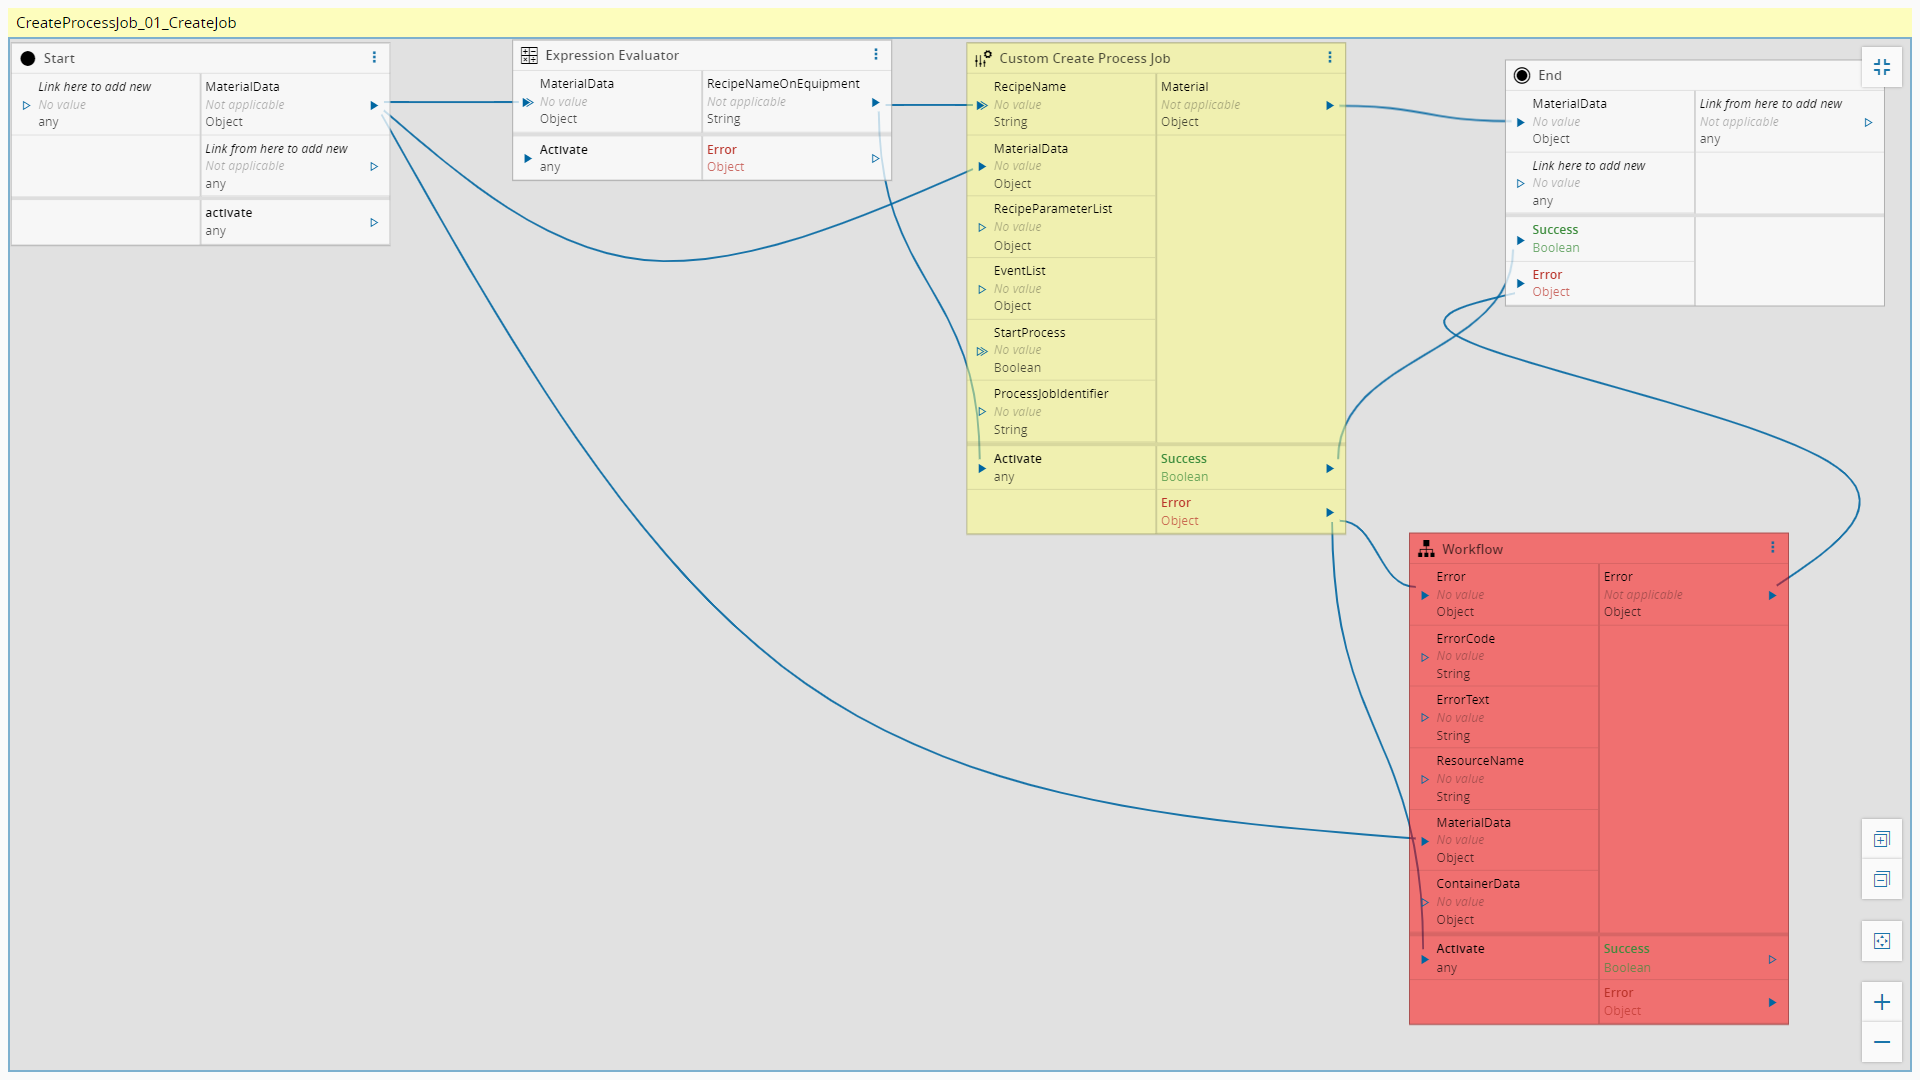 CreateProcessJob_01_CreateJob
Start
Link here to add new
No value
any
MaterialData
Not applicable
Object
Link from here to add new
Not applicable
any
activate
any
Expression Evaluator
MaterialData
No value
Object
RecipeNameOnEquipment
Not applicable
String
Activate
any
Error
Object
Custom Create Process Job
RecipeName
No value
String
Material
Not applicable
Object
MaterialData
No value
Object
RecipeParameterList
No value
Object
EventList
No value
Object
StartProcess
No value
Boolean
ProcessJobIdentifier
No value
String
Activate
any
Success
Boolean
Error
Object
End
MaterialData
No value
Object
Link from here to add new
Not applicable
any
Link here to add new
No value
any
Success
Boolean
Error
Object
Workflow
Error
No value
Object
Error
Not applicable
Object
ErrorCode
No value
String
ErrorText
No value
String
ResourceName
No value
String
MaterialData
No value
Object
ContainerData
No value
Object
Activate
any
Success
Boolean
Error
Object